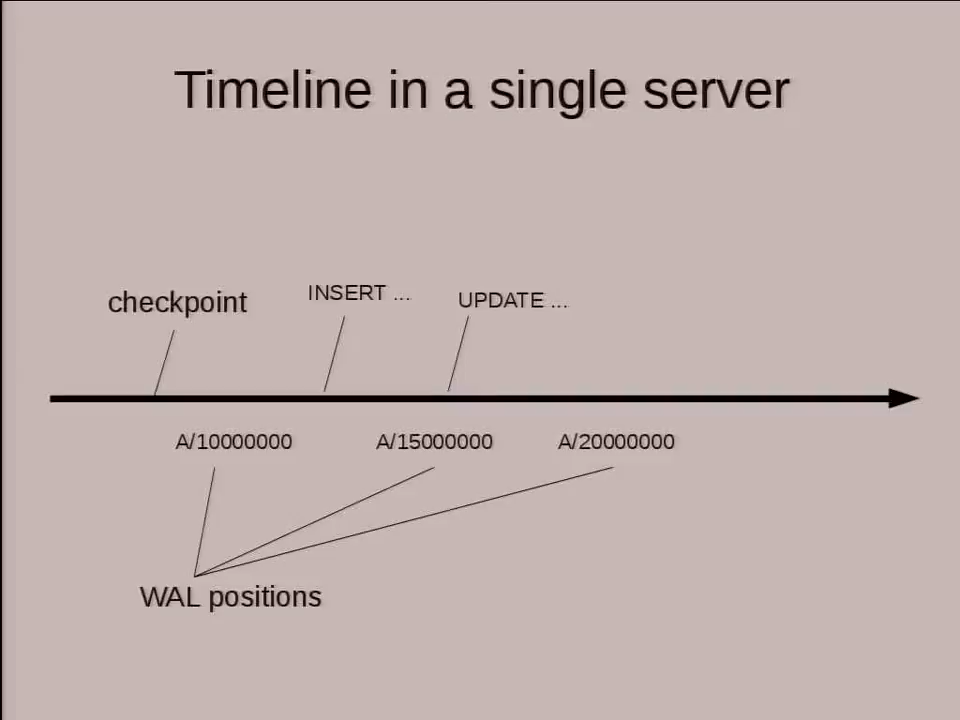 Timeline in a single server
checkpoint
INSERT ...
UPDATE ...
A/10000000
A/15000000
A/20000000
WAL positions